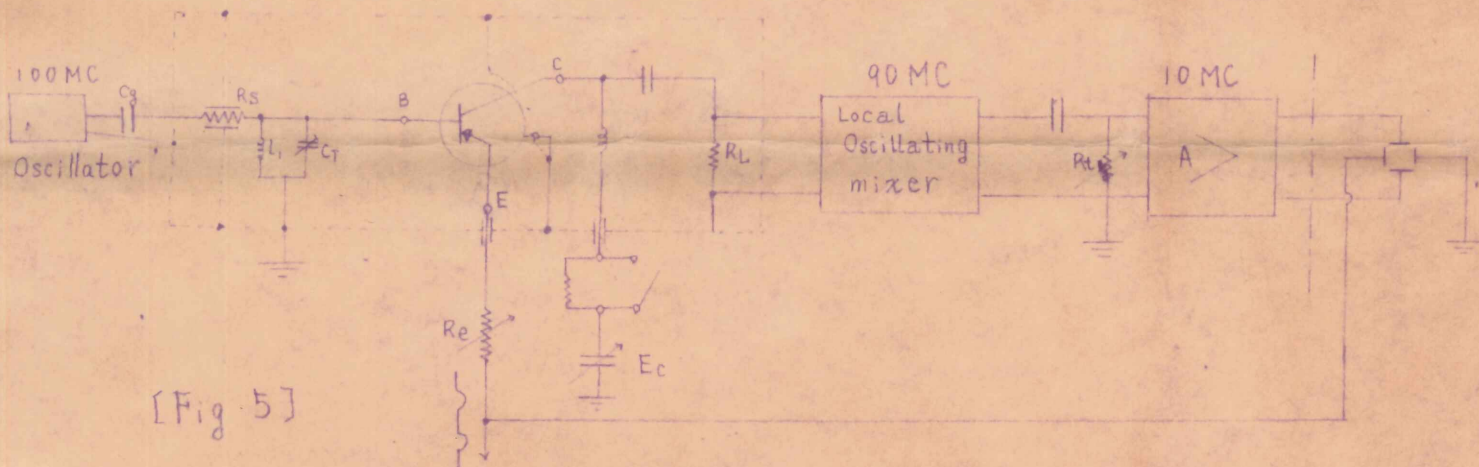 100MC
Cg
Rs
L1
CT
Oscillator
B
C
E
RL
90MC
Local
Oscillating
mixer
Rt
10MC
A
Re
Ec
[Fig 5]